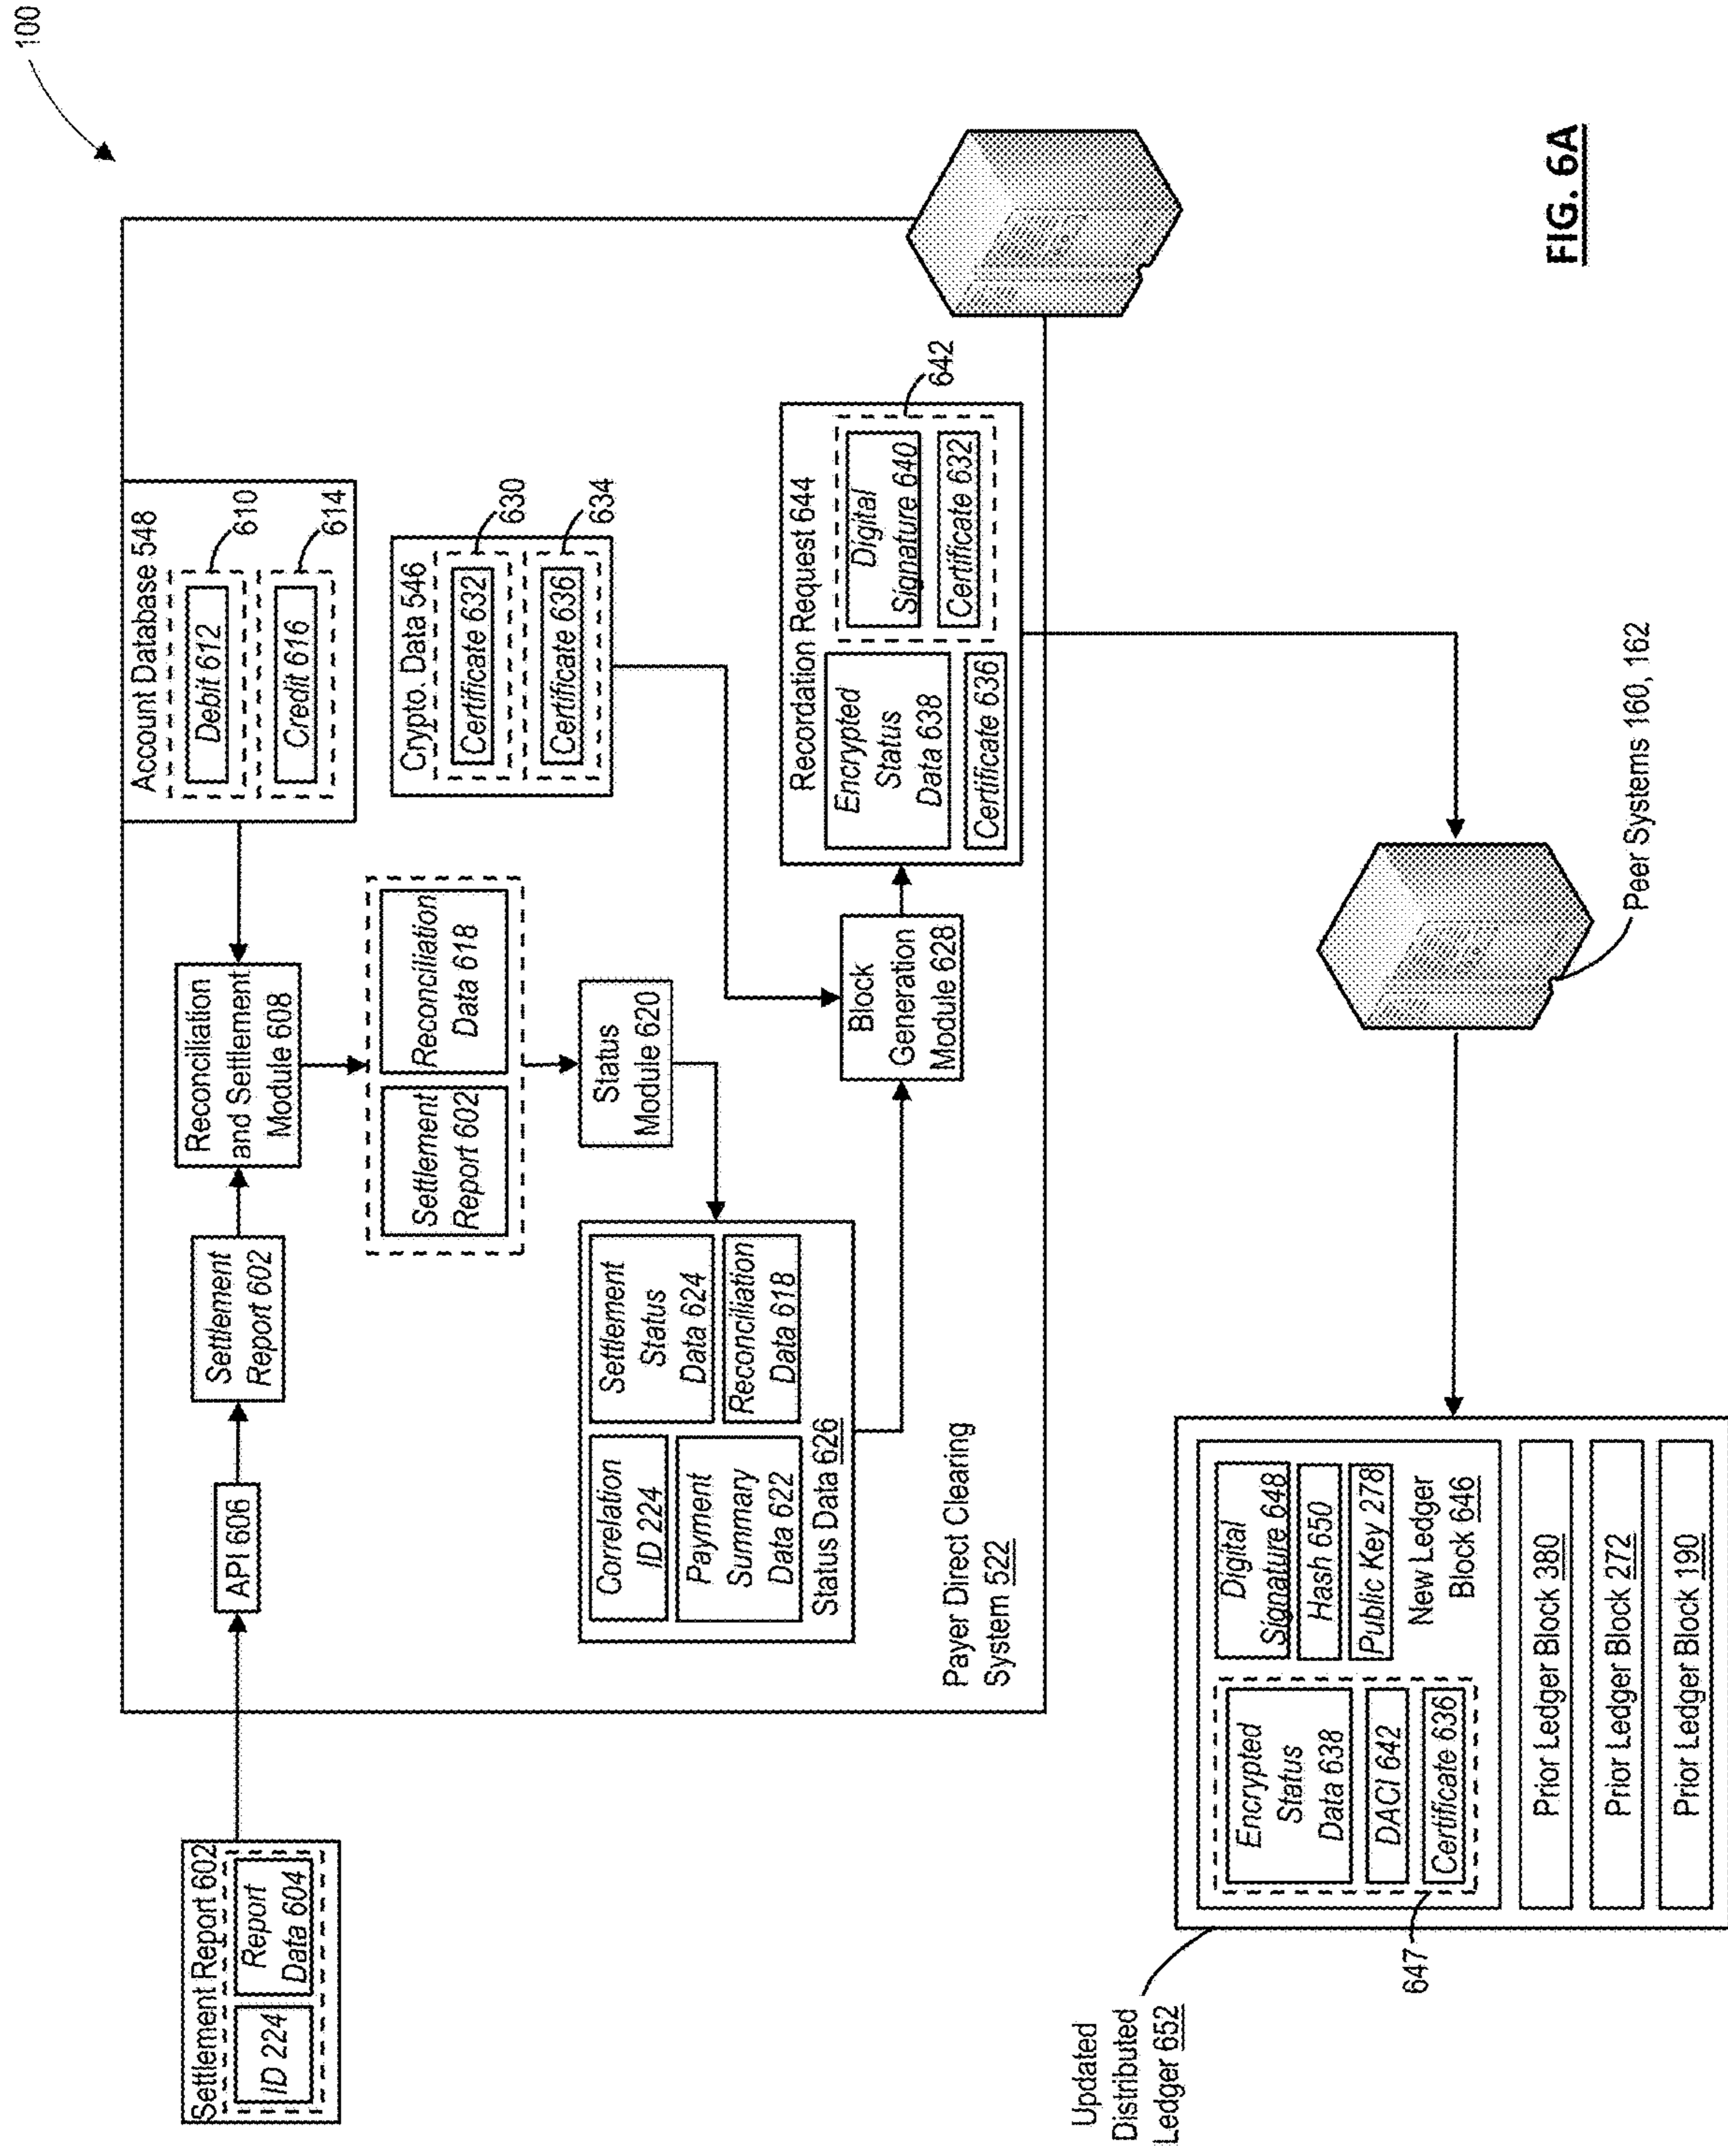 100
Settlement Report 602
ID 224
Report
Data 604
API 606
Settlement
Report 602
Reconciliation
and Settlement
Module 608
Account Database 548
Debit 612
610
Credit 616
614
Settlement
Report 602
Reconciliation
Data 618
Crypto. Data 546
Certificate 632
630
Certificate 636
634
Status
Module 620
Correlation
ID 224
Settlement
Status
Data 624
Payment
Summary
Data 622
Reconciliation
Data 618
Status Data 626
Block
Generation
Module 628
Recordation Request 644
Encrypted
Status
Data 638
Digital
Signature 640
Certificate 636
Certificate 632
642
Payer Direct Clearing
System 522
Peer Systems 160, 162
Updated
Distributed
Ledger 652
Encrypted
Status
Data 638
DACI 642
Certificate 636
647
Digital
Signature 648
Hash 650
Public Key 278
New Ledger
Block 646
Prior Ledger Block 380
Prior Ledger Block 272
Prior Ledger Block 190
FIG. 6A